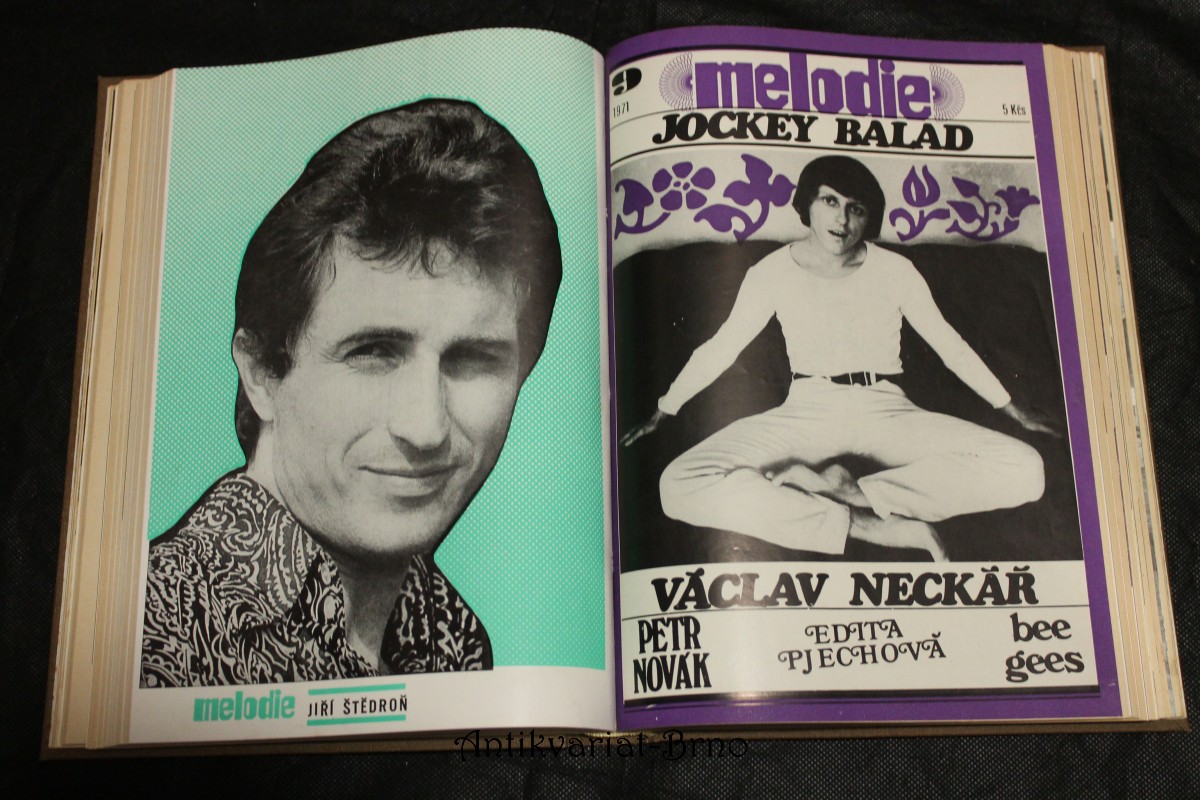 melodie JIŘÍ ŠTĚDROŇ
9
1971
melodie
5 Kčs
JOCKEY BALAD
VÁCLAV NECKÁŘ
PETR
NOVÁK
EDITA
PJECHOVÁ
bee
gees
Antikvariat-Brno